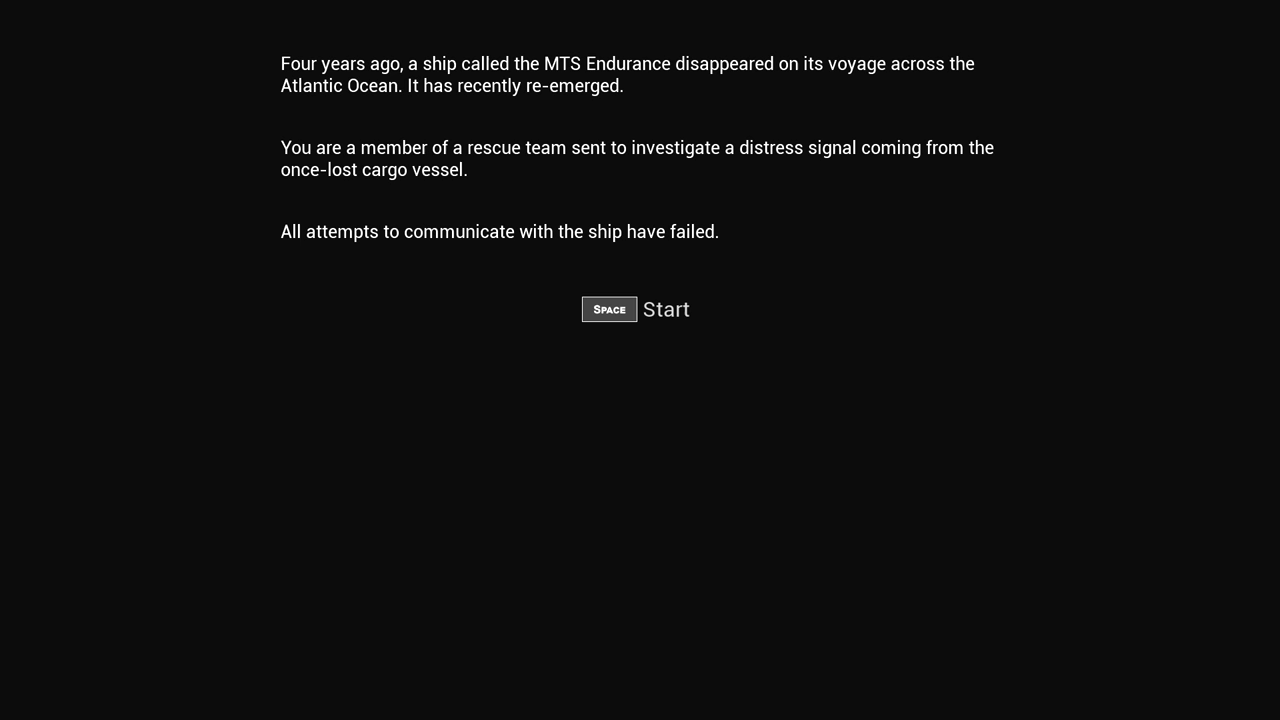 Four years ago, a ship called the MTS Endurance disappeared on its voyage across the
Atlantic Ocean. It has recently re-emerged.
You are a member of a rescue team sent to investigate a distress signal coming from the
once-lost cargo vessel.
All attempts to communicate with the ship have failed.
SPACE Start